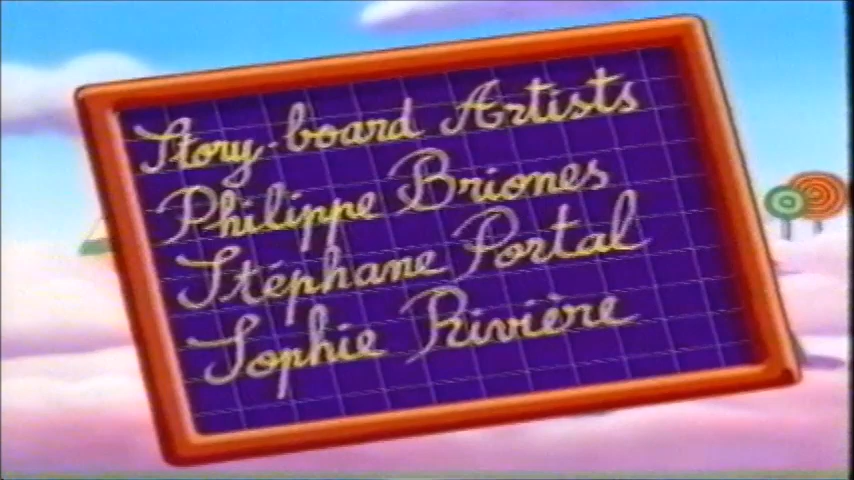 Story-board Artists
Philippe Briones
Stéphane Portal
Sophie Rivière